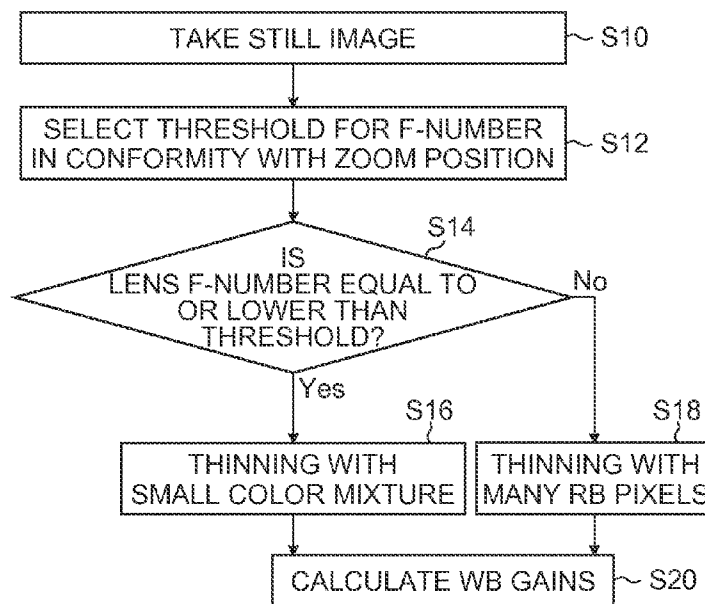 TAKE STILL IMAGE
S10
SELECT THRESHOLD FOR F-NUMBER
IN CONFORMITY WITH ZOOM POSITION
S12
S14
IS
LENS F-NUMBER EQUAL TO
OR LOWER THAN
THRESHOLD?
No
Yes
S16
S18
THINNING WITH
SMALL COLOR MIXTURE
THINNING WITH
MANY RB PIXELS
CALCULATE WB GAINS
S20